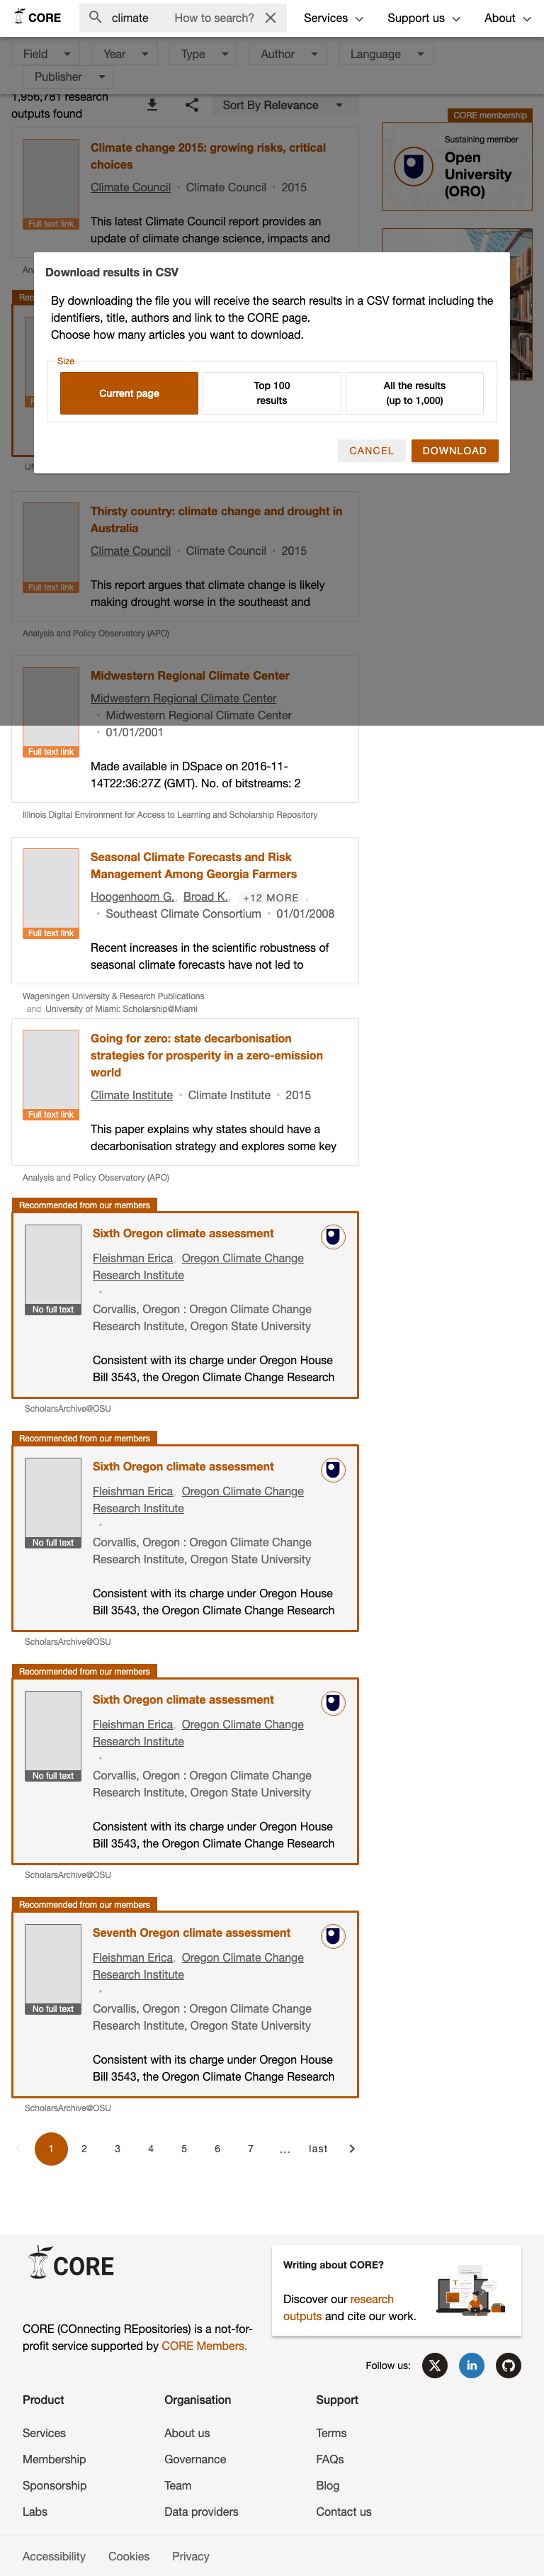 CORE
climate
How to search?
Services
Support us
About
Field
Year
Type
Author
Language
Publisher
1,956,781 research
outputs found
Sort By Relevance
CORE membership
Sustaining member
Open
University
(ORO)
Climate change 2015: growing risks, critical
choices
Climate Council • Climate Council • 2015
Full text link
This latest Climate Council report provides an
update of climate change science, impacts and
Download results in CSV
By downloading the file you will receive the search results in a CSV format including the
identifiers, title, authors and link to the CORE page.
Choose how many articles you want to download.
Size
Current page
Top 100
results
All the results
(up to 1,000)
CANCEL
DOWNLOAD
Thirsty country: climate change and drought in
Australia
Climate Council • Climate Council • 2015
This report argues that climate change is likely
Full text link
making drought worse in the southeast and
Analysis and Policy Observatory (APO)
Midwestern Regional Climate Center
Midwestern Regional Climate Center
• Midwestern Regional Climate Center
• 01/01/2001
Full text link
Made available in DSpace on 2016-11-
14T22:36:27Z (GMT). No. of bitstreams: 2
Illinois Digital Environment for Access to Learning and Scholarship Repository
Seasonal Climate Forecasts and Risk
Management Among Georgia Farmers
Hoogenhoom G., Broad K., +12 MORE ,
• Southeast Climate Consortium • 01/01/2008
Full text link
Recent increases in the scientific robustness of
seasonal climate forecasts have not led to
Wageningen University & Research Publications
and University of Miami: Scholarship@Miami
Going for zero: state decarbonisation
strategies for prosperity in a zero-emission
world
Climate Institute • Climate Institute • 2015
Full text link
This paper explains why states should have a
decarbonisation strategy and explores some key
Analysis and Policy Observatory (APO)
Recommended from our members
Sixth Oregon climate assessment
Fleishman Erica, Oregon Climate Change
Research Institute
•
No full text
Corvallis, Oregon : Oregon Climate Change
Research Institute, Oregon State University
Consistent with its charge under Oregon House
Bill 3543, the Oregon Climate Change Research
ScholarsArchive@OSU
Recommended from our members
Sixth Oregon climate assessment
Fleishman Erica, Oregon Climate Change
Research Institute
•
No full text
Corvallis, Oregon : Oregon Climate Change
Research Institute, Oregon State University
Consistent with its charge under Oregon House
Bill 3543, the Oregon Climate Change Research
ScholarsArchive@OSU
Recommended from our members
Sixth Oregon climate assessment
Fleishman Erica, Oregon Climate Change
Research Institute
•
No full text
Corvallis, Oregon : Oregon Climate Change
Research Institute, Oregon State University
Consistent with its charge under Oregon House
Bill 3543, the Oregon Climate Change Research
ScholarsArchive@OSU
Recommended from our members
Seventh Oregon climate assessment
Fleishman Erica, Oregon Climate Change
Research Institute
•
No full text
Corvallis, Oregon : Oregon Climate Change
Research Institute, Oregon State University
Consistent with its charge under Oregon House
Bill 3543, the Oregon Climate Change Research
ScholarsArchive@OSU
1 2 3 4 5 6 7 ... last
CORE
Writing about CORE?
Discover our research
outputs and cite our work.
CORE (COnnecting REpositories) is a not-for-
profit service supported by CORE Members.
Follow us:
Product
Organisation
Support
Services
About us
Terms
Membership
Governance
FAQs
Sponsorship
Team
Blog
Labs
Data providers
Contact us
Accessibility
Cookies
Privacy